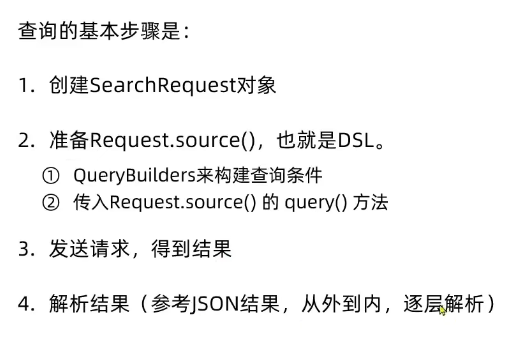 查询的基本步骤是：
1. 创建SearchRequest对象
2. 准备Request.source()，也就是DSL。
① QueryBuilders来构建查询条件
② 传入Request.source() 的 query() 方法
3. 发送请求，得到结果
4. 解析结果（参考JSON结果，从外到内，逐层解析）